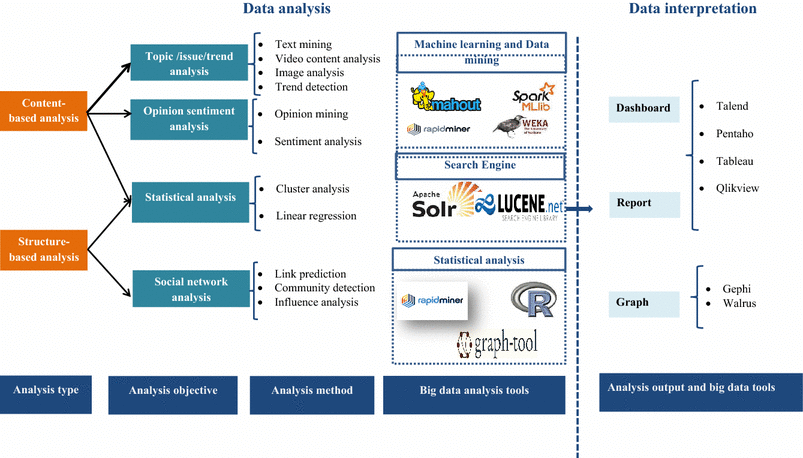 Data analysis
Data interpretation
Content-
based analysis
Structure-
based analysis
Topic /issue/trend
analysis
Opinion sentiment
analysis
Statistical analysis
Social network
analysis
• Text mining
• Video content analysis
• Image analysis
• Trend detection
• Opinion mining
• Sentiment analysis
• Cluster analysis
• Linear regression
• Link prediction
• Community detection
• Influence analysis
Machine learning and Data
mining
mahout
Spark
MLlib
rapidminer
WEKA
Search Engine
Apache
Solr
LUCENE.net
SEARCH ENGINE LIBRARY
Statistical analysis
rapidminer
R
graph-tool
Dashboard
Report
Graph
• Talend
• Pentaho
• Tableau
• Qlikview
• Gephi
• Walrus
Analysis type
Analysis objective
Analysis method
Big data analysis tools
Analysis output and big data tools